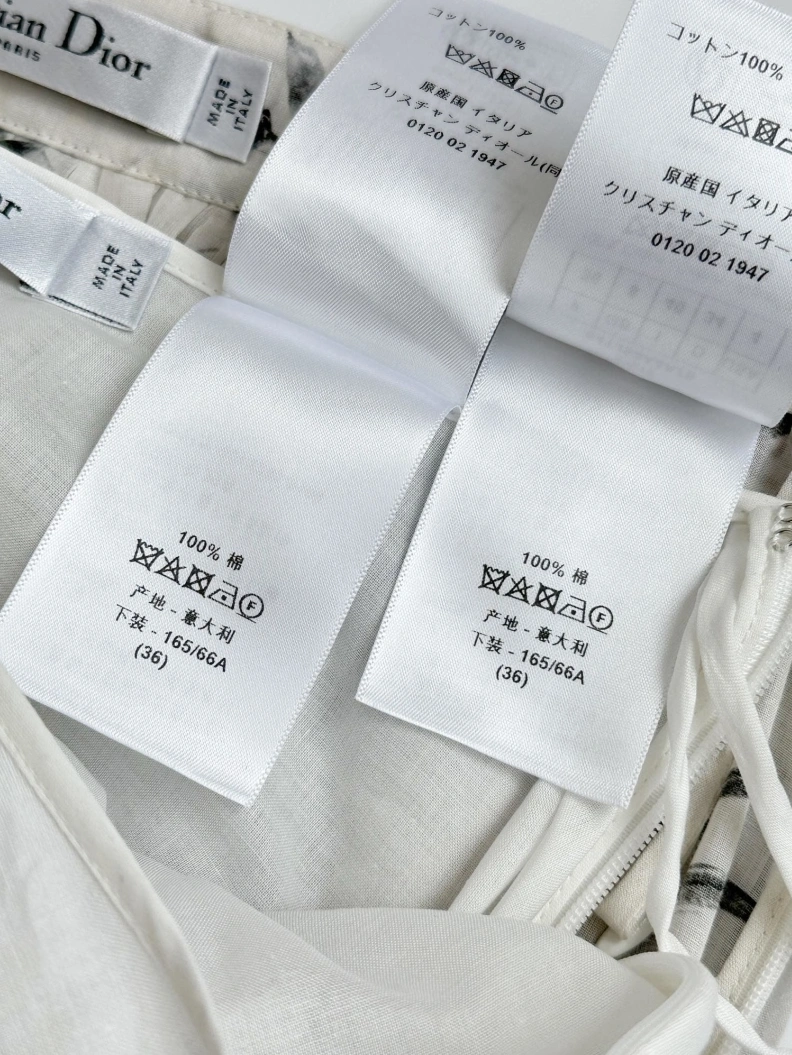 ian Dior
PARIS
MADE
IN
ITALY
or
MADE
IN
ITALY
コットン100%
原産国 イタリア
クリスチャン ディオール(同
0120 02 1947
コットン100%
原産国 イタリア
クリスチャン ディオー
0120 02 1947
100% 棉
F
产地 - 意大利
下装 - 165/66A
(36)
100% 棉
F
产地 - 意大利
下装 - 165/66A
(36)